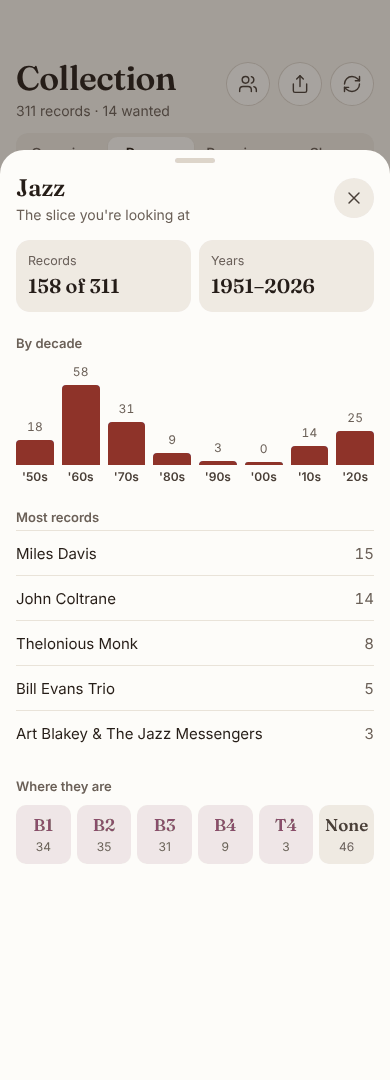 Collection
311 records · 14 wanted
Jazz
The slice you're looking at
Records
158 of 311
Years
1951–2026
By decade
18 58 31 9 3 0 14 25
'50s '60s '70s '80s '90s '00s '10s '20s
Most records
Miles Davis 15
John Coltrane 14
Thelonious Monk 8
Bill Evans Trio 5
Art Blakey & The Jazz Messengers 3
Where they are
B1 B2 B3 B4 T4 None
34 35 31 9 3 46